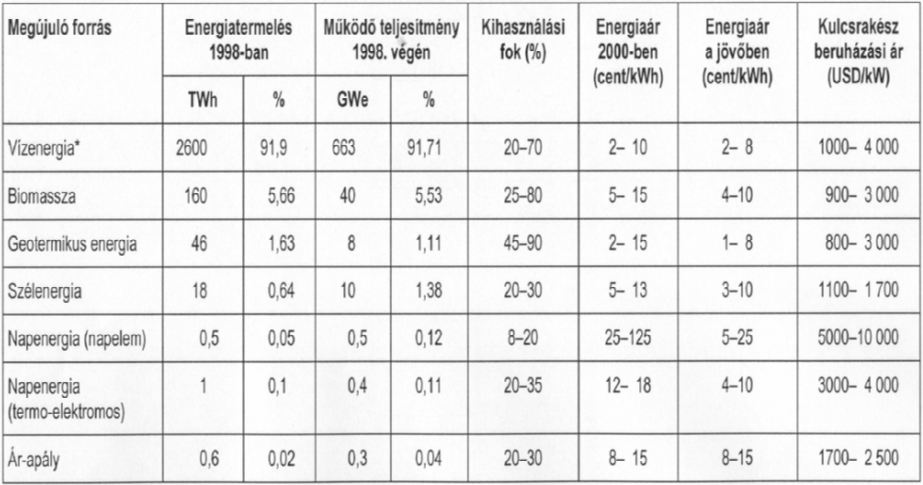 Megújuló forrás | Energiatermelés 1998-ban | Működő teljesítmény 1998. végén | Kihasználási fok (%) | Energiaár 2000-ben (cent/kWh) | Energiaár a jövőben (cent/kWh) | Kulcsrakész beruházási ár (USD/kW)
TWh | % | GWe | %
Vízenergia* | 2600 | 91,9 | 663 | 91,71 | 20–70 | 2– 10 | 2– 8 | 1000– 4 000
Biomassza | 160 | 5,66 | 40 | 5,53 | 25–80 | 5– 15 | 4–10 | 900– 3 000
Geotermikus energia | 46 | 1,63 | 8 | 1,11 | 45–90 | 2– 15 | 1– 8 | 800– 3 000
Szélenergia | 18 | 0,64 | 10 | 1,38 | 20–30 | 5– 13 | 3–10 | 1100– 1 700
Napenergia (napelem) | 0,5 | 0,05 | 0,5 | 0,12 | 8–20 | 25–125 | 5–25 | 5000–10 000
Napenergia (termo-elektromos) | 1 | 0,1 | 0,4 | 0,11 | 20–35 | 12– 18 | 4–10 | 3000– 4 000
Ár-apály | 0,6 | 0,02 | 0,3 | 0,04 | 20–30 | 8– 15 | 8–15 | 1700– 2 500